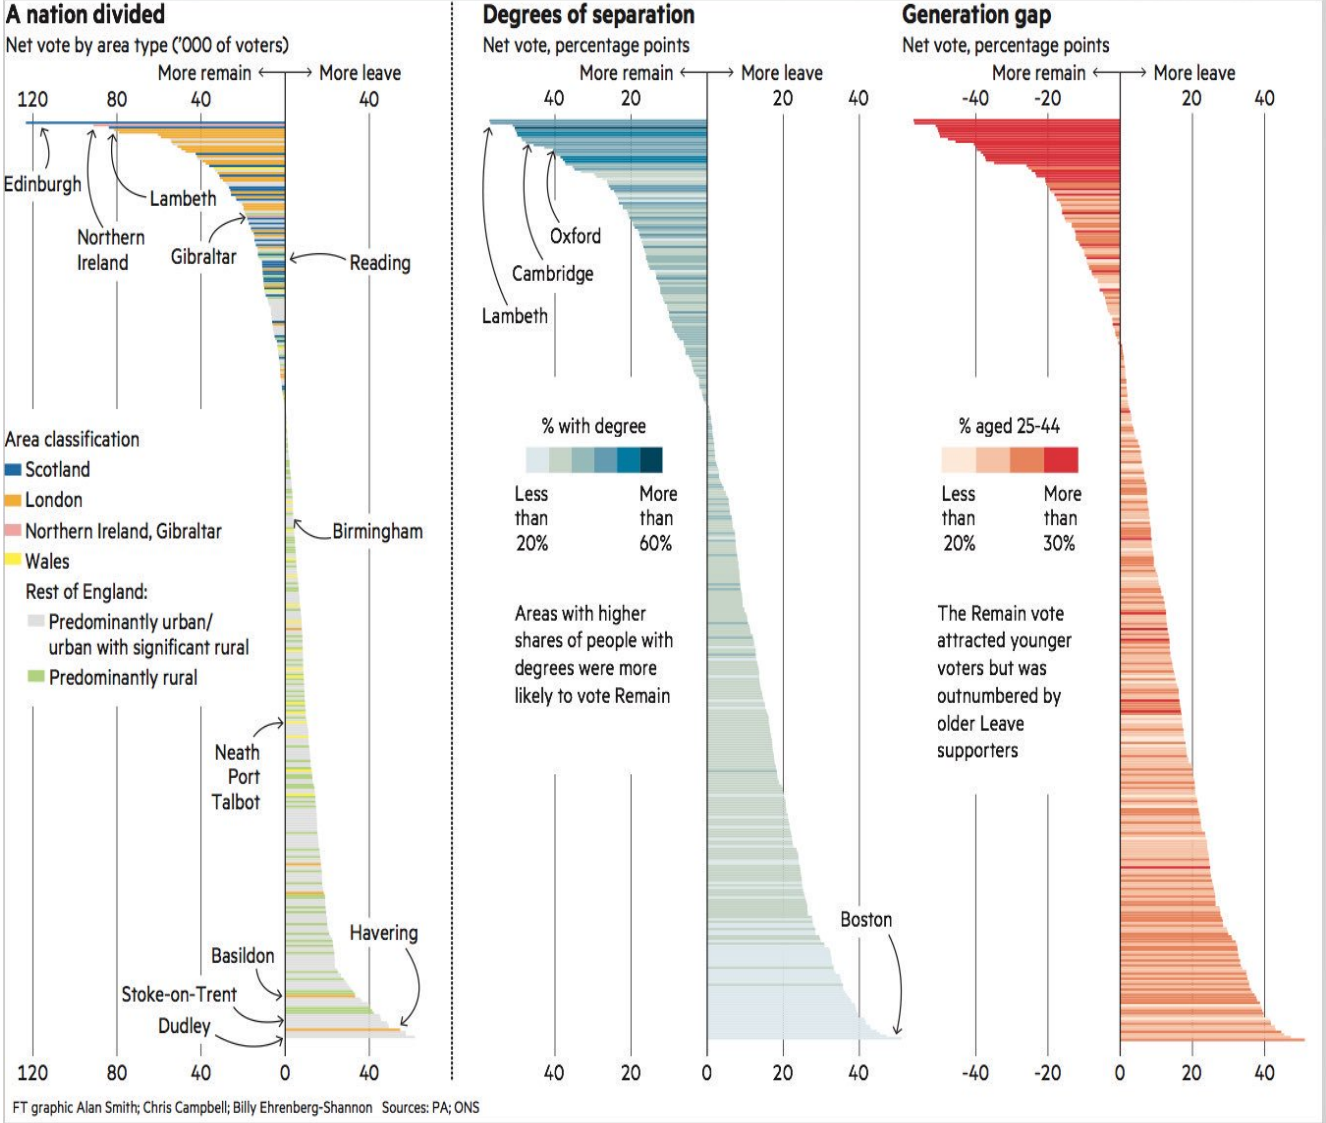 A nation divided
Net vote by area type ('000 of voters)
More remain ←→ More leave
120 80 40 40
Edinburgh
Lambeth
Northern
Ireland
Gibraltar
Reading
Area classification
Scotland
London
Northern Ireland, Gibraltar
Wales
Rest of England:
Predominantly urban/
urban with significant rural
Predominantly rural
Birmingham
Neath
Port
Talbot
Havering
Basildon
Stoke-on-Trent
Dudley
120 80 40 0 40
Degrees of separation
Net vote, percentage points
More remain ←→ More leave
40 20 20 40
Oxford
Cambridge
Lambeth
% with degree
Less
than
20%
More
than
60%
Areas with higher
shares of people with
degrees were more
likely to vote Remain
Boston
40 20 0 20 40
Generation gap
Net vote, percentage points
More remain ←→ More leave
-40 -20 20 40
% aged 25-44
Less
than
20%
More
than
30%
The Remain vote
attracted younger
voters but was
outnumbered by
older Leave
supporters
-40 -20 0 20 40
FT graphic Alan Smith; Chris Campbell; Billy Ehrenberg-Shannon Sources: PA; ONS